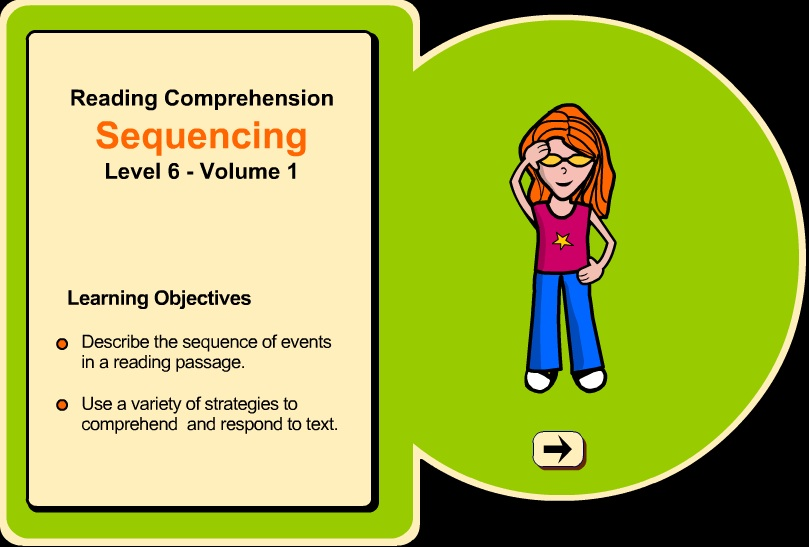 Reading Comprehension
Sequencing
Level 6 - Volume 1
Learning Objectives
Describe the sequence of events
in a reading passage.
Use a variety of strategies to
comprehend  and respond to text.